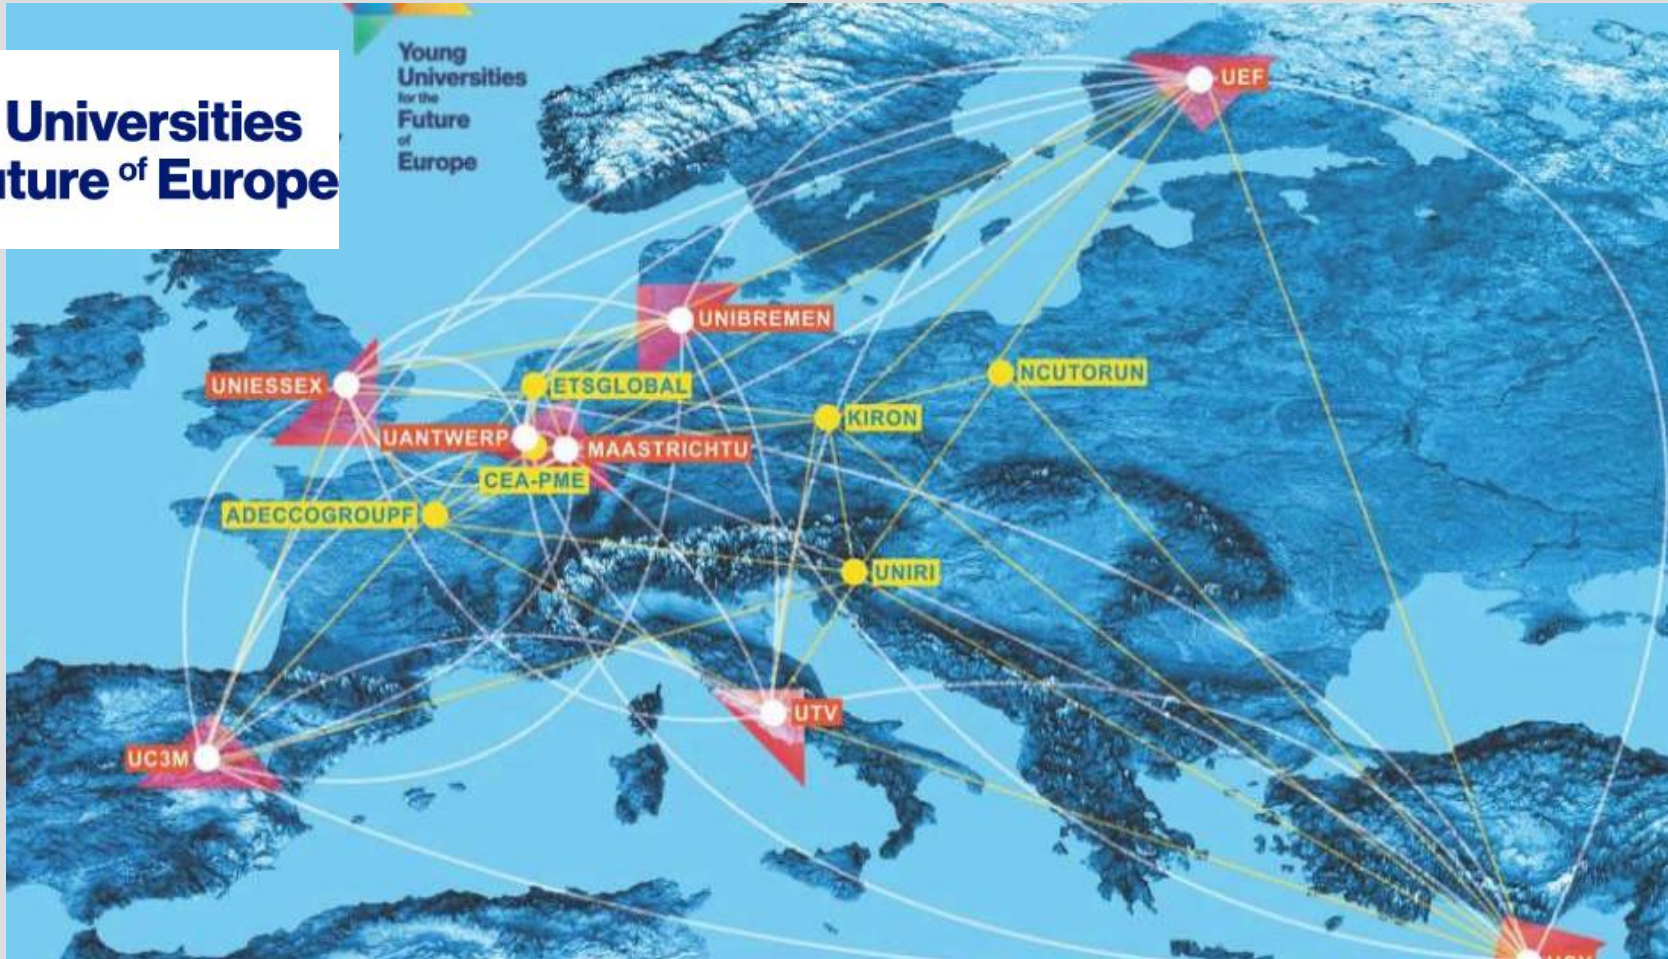 Universities
uture of Europe
Young
Universities
for the
Future
of
Europe
UEF
UNIBREMEN
UNIESSEX
ETSGLOBAL
NCUTORUN
KIRON
UANTWERP
MAASTRICHTU
CEA-PME
ADECCOGROUPF
UNIRI
UTV
UC3M